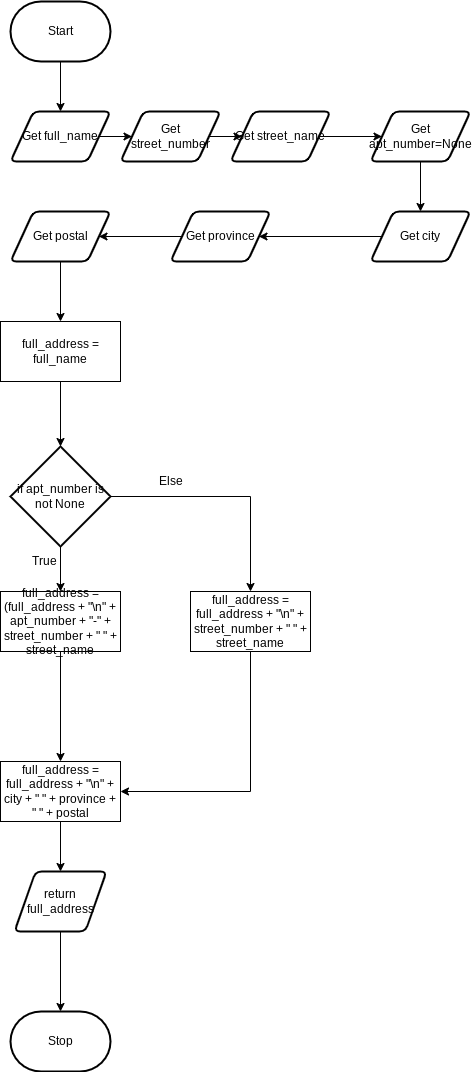 Start
Get full_name
Get
street_number
Get street_name
Get
apt_number=None
Get city
Get province
Get postal
full_address =
full_name
if apt_number is
not None
Else
True
full_address =
(full_address + "\n" +
apt_number + "-" +
street_number + " " +
street_name
full_address =
full_address + "\n" +
street_number + " " +
street_name
full_address =
full_address + "\n" +
city + " " + province +
" " + postal
return
full_address
Stop